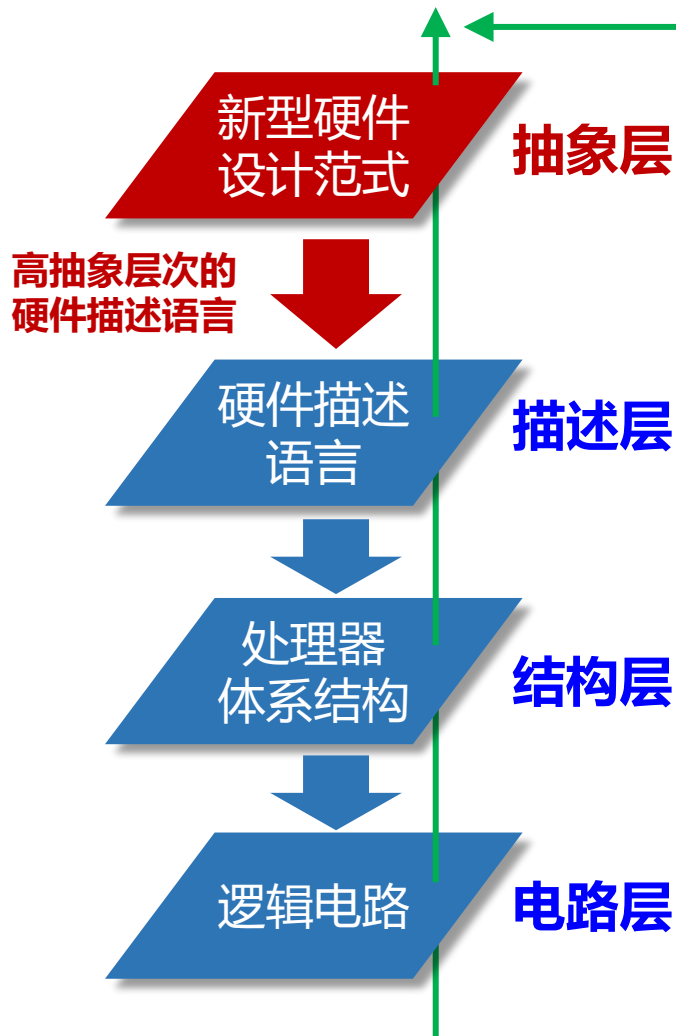 新型硬件
设计范式
抽象层
高抽象层次的
硬件描述语言
硬件描述
语言
描述层
处理器
体系结构
结构层
逻辑电路
电路层